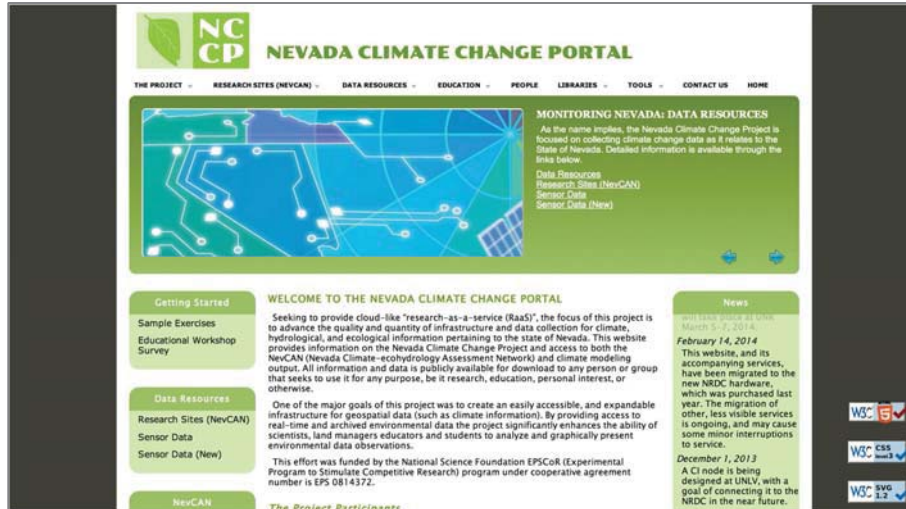 NC
CP
NEVADA CLIMATE CHANGE PORTAL
THE PROJECT
RESEARCH SITES (NEVCAN)
DATA RESOURCES
EDUCATION
PEOPLE
LIBRARIES
TOOLS
CONTACT US
HOME
MONITORING NEVADA: DATA RESOURCES
As the name implies, the Nevada Climate Change Project is
focused on collecting climate change data as it relates to the
State of Nevada. Detailed information is available through the
links below.
Data Resources
Research Sites (NevCAN)
Sensor Data
Sensor Data (New)
Getting Started
Sample Exercises
Educational Workshop
Survey
Data Resources
Research Sites (NevCAN)
Sensor Data
Sensor Data (New)
NevCAN
WELCOME TO THE NEVADA CLIMATE CHANGE PORTAL
Seeking to provide cloud-like "research-as-a-service (RaaS)", the focus of this project is
to advance the quality and quantity of infrastructure and data collection for climate,
hydrological, and ecological information pertaining to the state of Nevada. This website
provides information on the Nevada Climate Change Project and access to both the
NevCAN (Nevada Climate-ecohydrology Assessment Network) and climate modeling
output. All information and data is publicly available for download to any person or group
that seeks to use it for any purpose, be it research, education, personal interest, or
otherwise.
One of the major goals of this project was to create an easily accessible, and expandable
infrastructure for geospatial data (such as climate information). By providing access to
real-time and archived environmental data the project significantly enhances the ability of
scientists, land managers educators and students to analyze and graphically present
environmental data observations.
This effort was funded by the National Science Foundation EPSCoR (Experimental
Program to Stimulate Competitive Research) program under cooperative agreement
number is EPS 0814372.
The Project Participants
News
will take place at UNR
March 5-7, 2014.
February 14, 2014
This website, and its
accompanying services,
have been migrated to the
new NRDC hardware,
which was purchased last
year. The migration of
other, less visible services
is ongoing, and may cause
some minor interruptions
to service.
December 1, 2013
A CI node is being
designed at UNLV, with a
goal of connecting it to the
NRDC in the near future.
W3C 5
W3C CSS level 3
W3C SVG 1.2